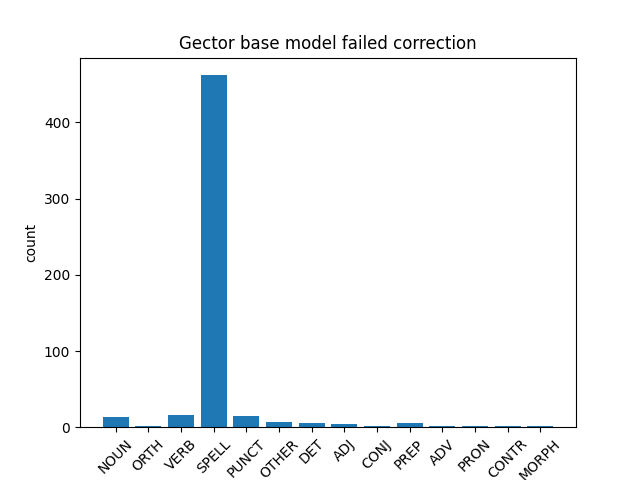 Gector base model failed correction
count
400
300
200
100
0
NOUN
ORTH
VERB
SPELL
PUNCT
OTHER
DET
ADJ
CONJ
PREP
ADV
PRON
CONTR
MORPH